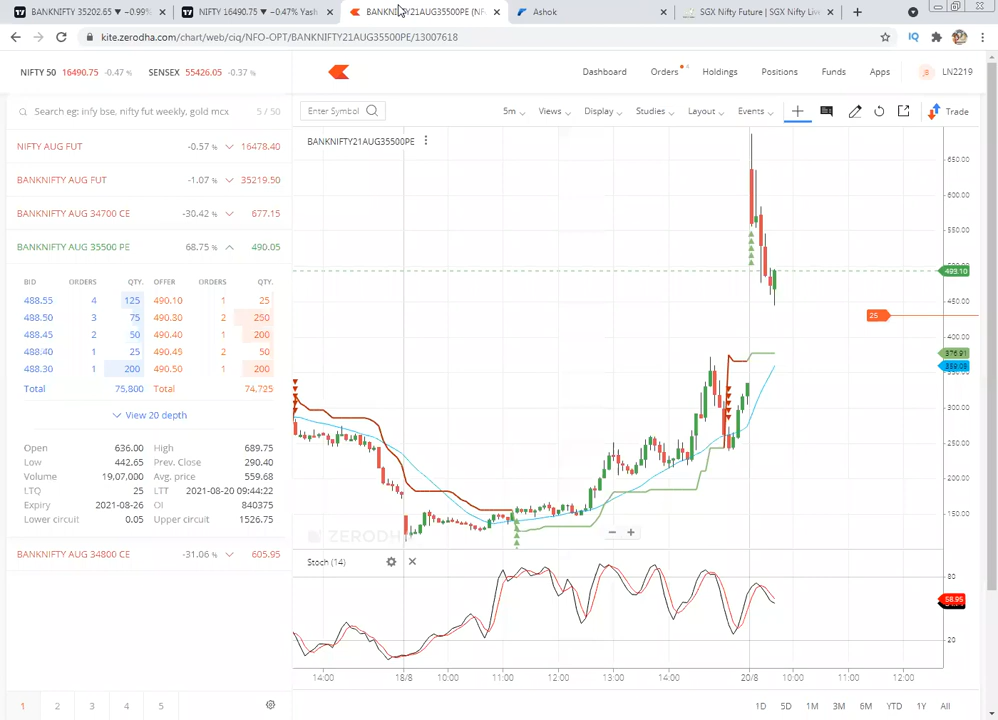 BANKNIFTY 35202.65 ▼ −0.99%
NIFTY 16490.75 ▼ −0.47% Yash
BANKNIFTY21AUG35500PE (NF
Ashok
SGX Nifty Future | SGX Nifty Live
kite.zerodha.com/chart/web/ciq/NFO-OPT/BANKNIFTY21AUG35500PE/13007618
NIFTY 50 16490.75 -0.47 % SENSEX 55426.05 -0.37 %
Dashboard Orders Holdings Positions Funds Apps LN2219
Search eg: infy bse, nifty fut weekly, gold mcx 5 / 50
Enter Symbol 5m Views Display Studies Layout Events Trade
NIFTY AUG FUT -0.57 % 16478.40
BANKNIFTY AUG FUT -1.07 % 35219.50
BANKNIFTY AUG 34700 CE -30.42 % 677.15
BANKNIFTY AUG 35500 PE 68.75 % 490.05
BID ORDERS QTY. OFFER ORDERS QTY.
488.55 4 125 490.10 1 25
488.50 3 75 490.30 2 250
488.45 2 50 490.40 1 200
488.40 1 25 490.45 2 50
488.30 1 200 490.50 1 200
Total 75,800 Total 74,725
View 20 depth
Open 636.00 High 689.75
Low 442.65 Prev. Close 290.40
Volume 19,07,000 Avg. price 559.68
LTQ 25 LTT 2021-08-20 09:44:22
Expiry 2021-08-26 OI 840375
Lower circuit 0.05 Upper circuit 1526.75
BANKNIFTY AUG 34800 CE -31.06 % 605.95
1 2 3 4 5
BANKNIFTY21AUG35500PE
650.00
600.00
550.00
493.10
450.00
25
400.00
376.91
359.08
300.00
250.00
200.00
150.00
ZERODHA
Stoch (14)
80
58.95
20
14:00 18/8 10:00 11:00 12:00 13:00 14:00 20/8 10:00 11:00 12:00
1D 5D 1M 3M 6M YTD 1Y All